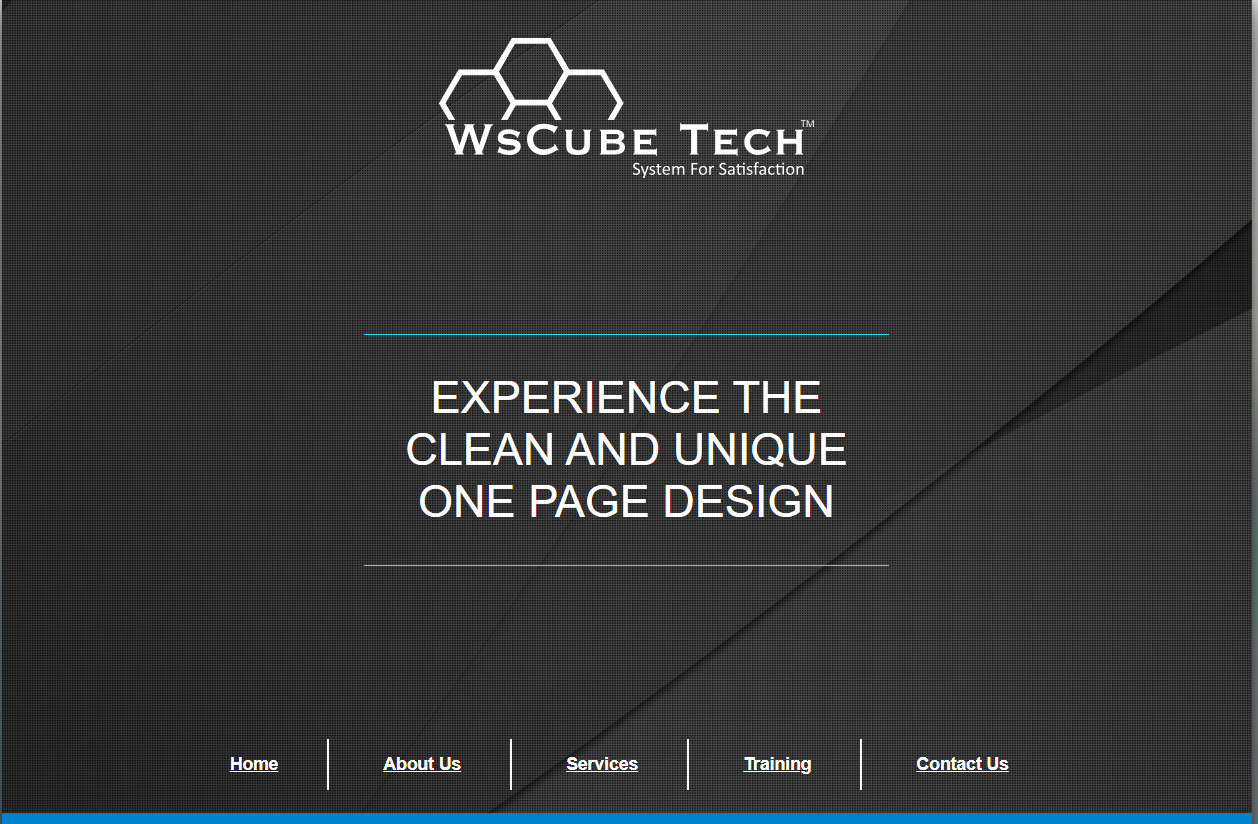 WsCube Tech™
System For Satisfaction
EXPERIENCE THE
CLEAN AND UNIQUE
ONE PAGE DESIGN
Home About Us Services Training Contact Us